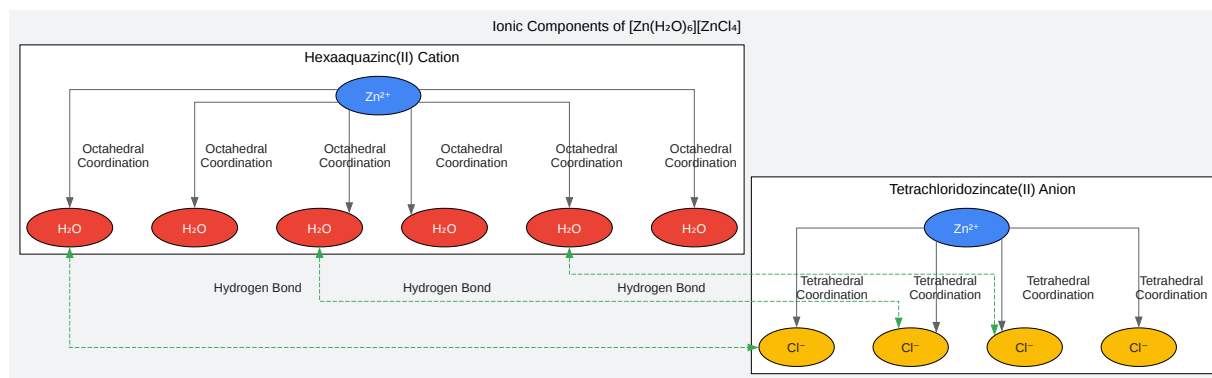 Ionic Components of [Zn(H₂O)₆][ZnCl₄]
Hexaaquazinc(II) Cation
Zn²⁺
Octahedral
Coordination
Octahedral
Coordination
Octahedral
Coordination
Octahedral
Coordination
Octahedral
Coordination
Octahedral
Coordination
H₂O
H₂O
H₂O
H₂O
H₂O
H₂O
Tetrachloridozincate(II) Anion
Zn²⁺
Hydrogen Bond
Hydrogen Bond
Hydrogen Bond
Tetrahedral
Coordination
Tetrahedral
Coordination
Tetrahedral
Coordination
Tetrahedral
Coordination
Cl⁻
Cl⁻
Cl⁻
Cl⁻